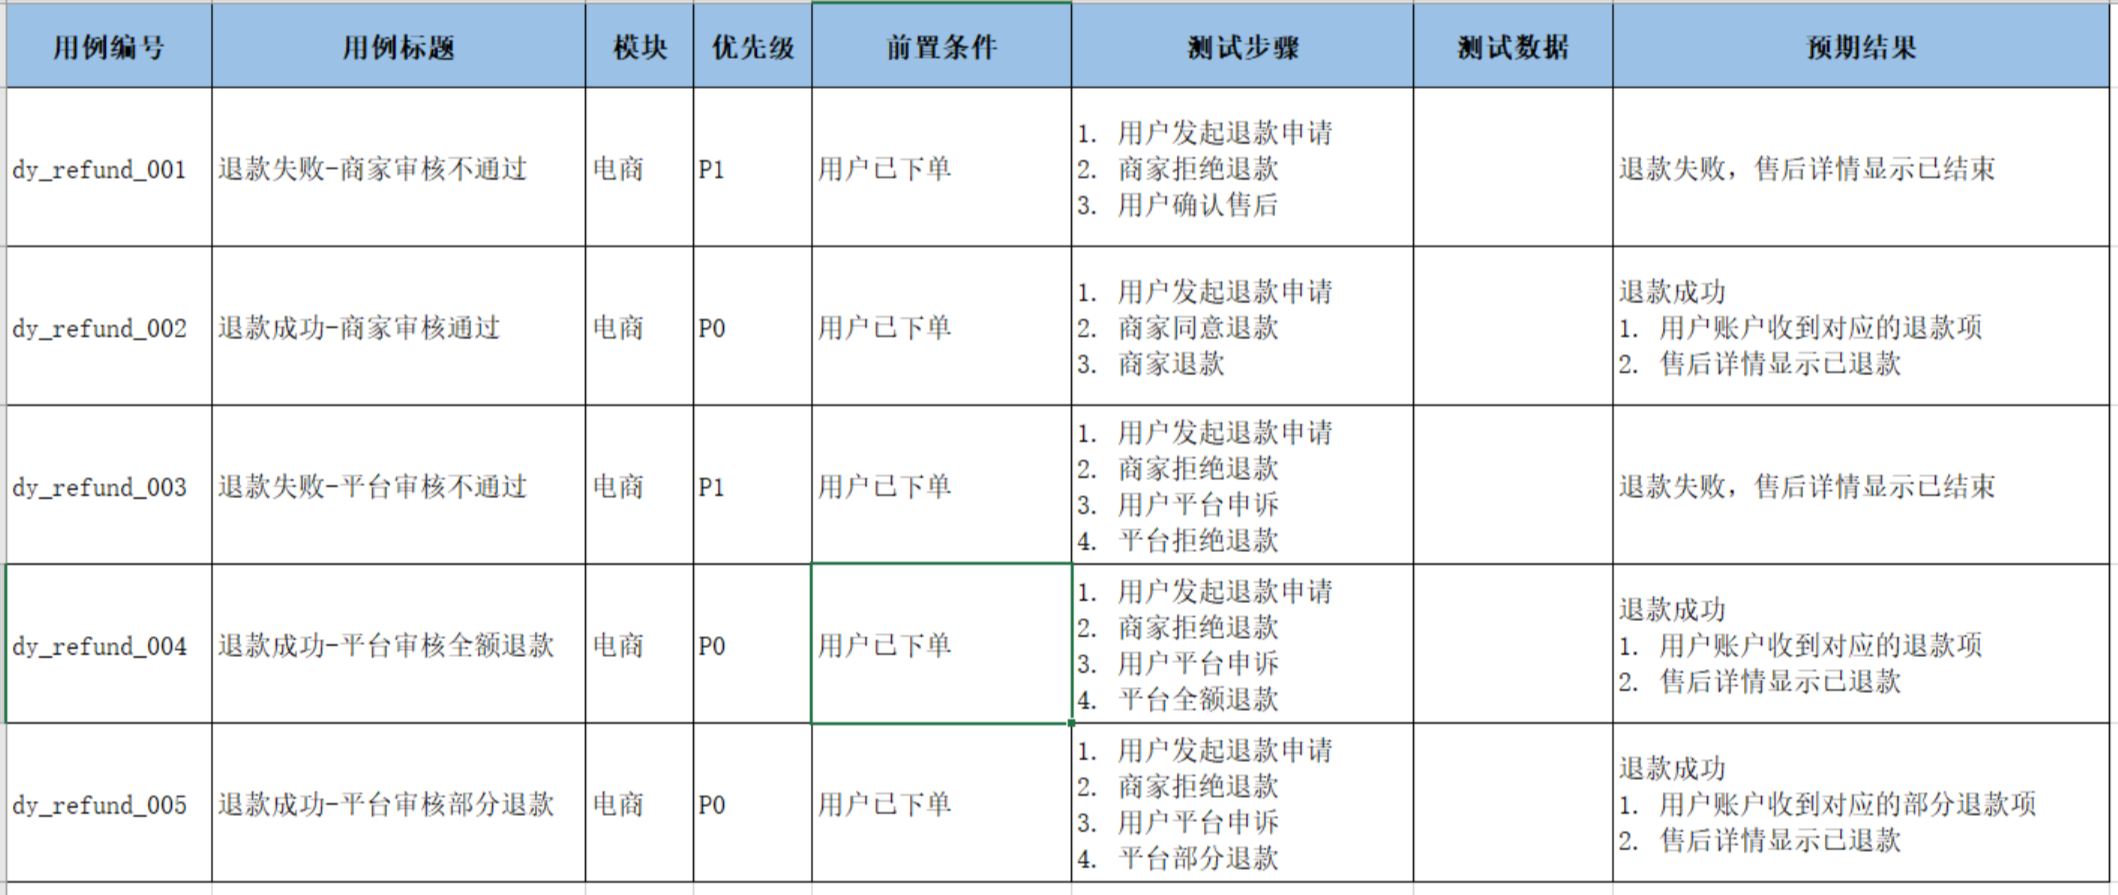 用例编号 用例标题 模块 优先级 前置条件 测试步骤 测试数据 预期结果
dy_refund_001 退款失败-商家审核不通过 电商 P1 用户已下单
1. 用户发起退款申请
2. 商家拒绝退款
3. 用户确认售后
退款失败，售后详情显示已结束
dy_refund_002 退款成功-商家审核通过 电商 P0 用户已下单
1. 用户发起退款申请
2. 商家同意退款
3. 商家退款
退款成功
1. 用户账户收到对应的退款项
2. 售后详情显示已退款
dy_refund_003 退款失败-平台审核不通过 电商 P1 用户已下单
1. 用户发起退款申请
2. 商家拒绝退款
3. 用户平台申诉
4. 平台拒绝退款
退款失败，售后详情显示已结束
dy_refund_004 退款成功-平台审核全额退款 电商 P0 用户已下单
1. 用户发起退款申请
2. 商家拒绝退款
3. 用户平台申诉
4. 平台全额退款
退款成功
1. 用户账户收到对应的退款项
2. 售后详情显示已退款
dy_refund_005 退款成功-平台审核部分退款 电商 P0 用户已下单
1. 用户发起退款申请
2. 商家拒绝退款
3. 用户平台申诉
4. 平台部分退款
退款成功
1. 用户账户收到对应的部分退款项
2. 售后详情显示已退款